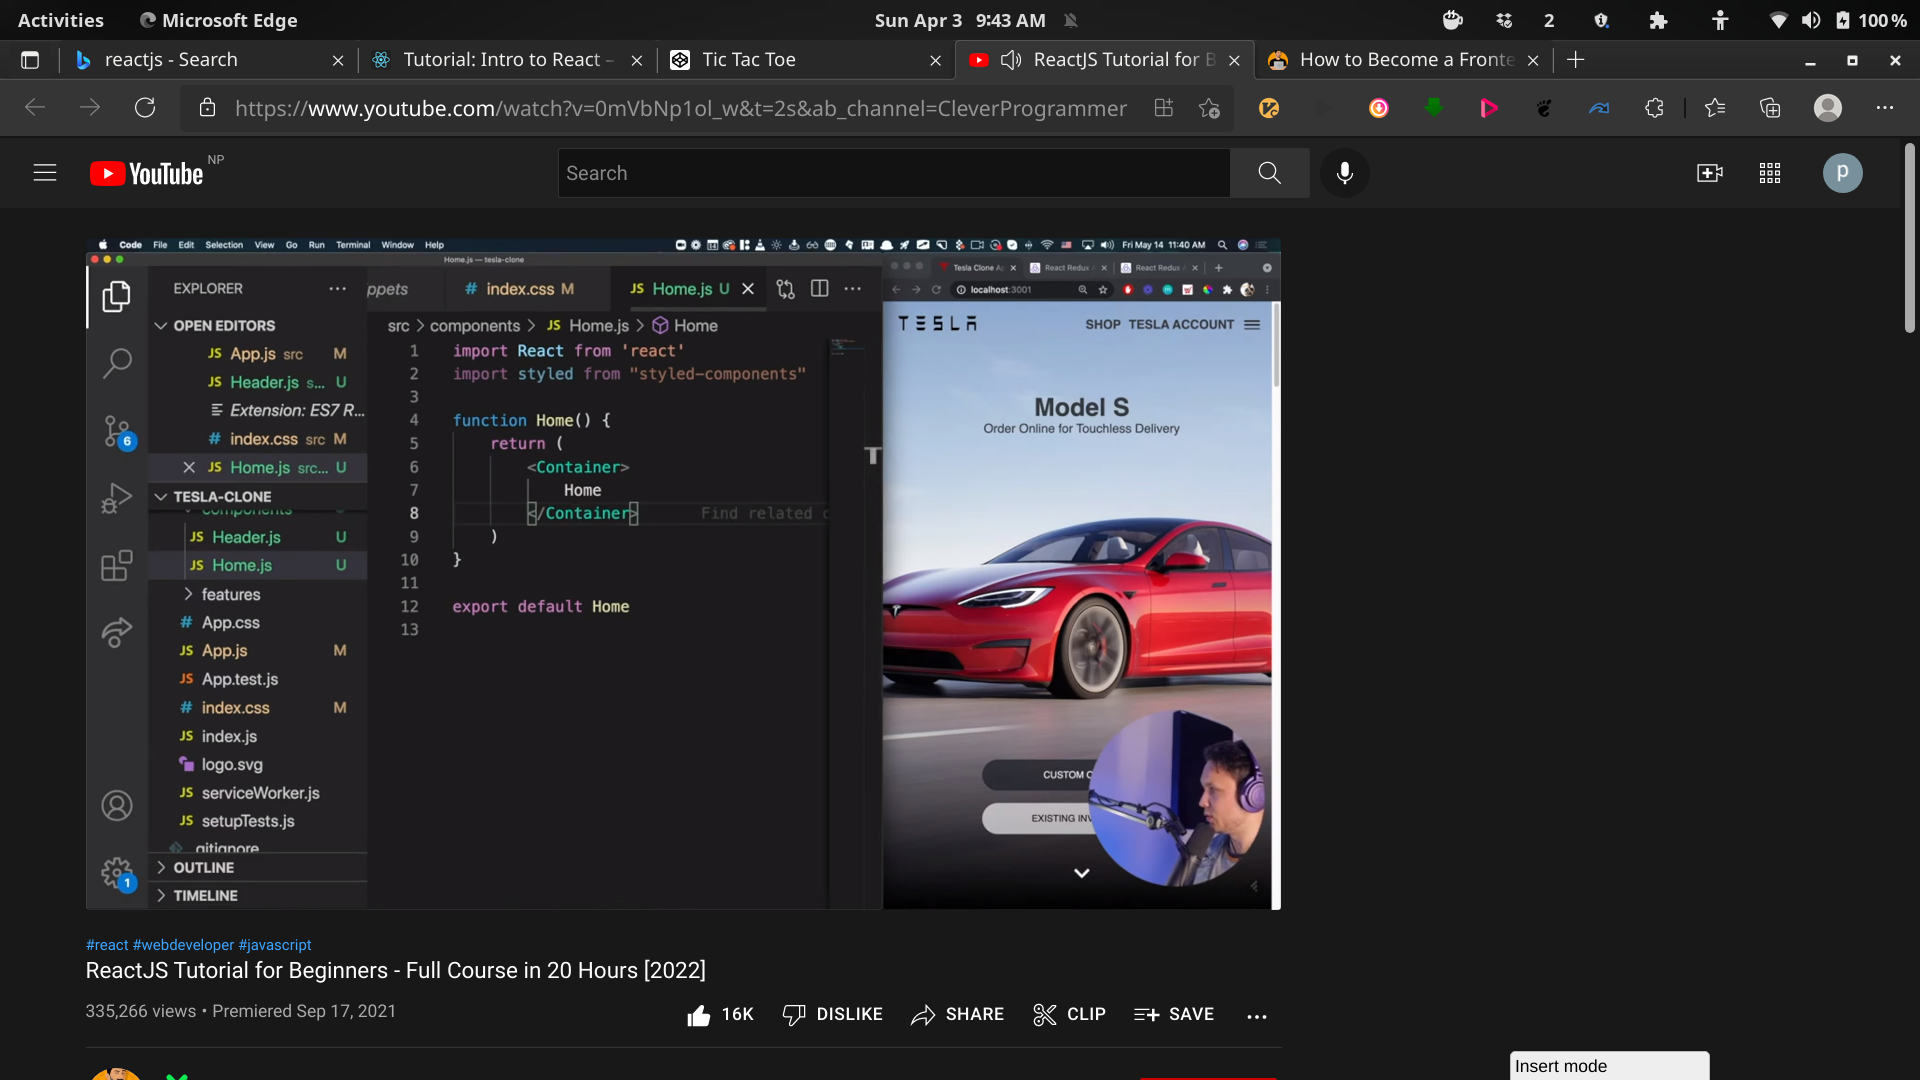 Activities Microsoft Edge Sun Apr 3 9:43 AM 2 100 %
reactjs - Search Tutorial: Intro to React – Tic Tac Toe ReactJS Tutorial for B How to Become a Fronte
https://www.youtube.com/watch?v=0mVbNp1ol_w&t=2s&ab_channel=CleverProgrammer
YouTube NP Search p
Code File Edit Selection View Go Run Terminal Window Help Fri May 14 11:40 AM
Home.js — tesla-clone
Tesla Clone Ap React Redux React Redux
EXPLORER ppets # index.css M JS Home.js U
localhost:3001
OPEN EDITORS
src > components > JS Home.js > Home
TESLA SHOP TESLA ACCOUNT
JS App.js src M
JS Header.js s... U
Extension: ES7 R...
# index.css src M
JS Home.js src... U
TESLA-CLONE
components
JS Header.js U
JS Home.js U
features
# App.css
JS App.js M
JS App.test.js
# index.css M
JS index.js
logo.svg
JS serviceWorker.js
JS setupTests.js
.gitignore
OUTLINE
TIMELINE
6
1
1 import React from 'react'
2 import styled from "styled-components"
3
4 function Home() {
5 return (
6 <Container>
7 Home
8 </Container> Find related c
9 )
10 }
11
12 export default Home
13
T
Model S
Order Online for Touchless Delivery
CUSTOM O
EXISTING INV
#react #webdeveloper #javascript
ReactJS Tutorial for Beginners - Full Course in 20 Hours [2022]
335,266 views • Premiered Sep 17, 2021
16K DISLIKE SHARE CLIP SAVE
Insert mode